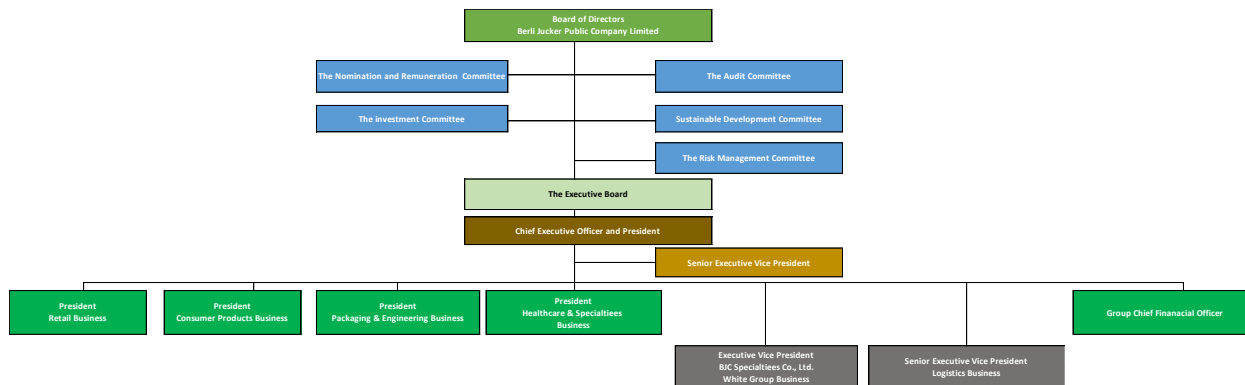 Board of Directors
Berli Jucker Public Company Limited
The Nomination and Remuneration Committee
The Audit Committee
The investment Committee
Sustainable Development Committee
The Risk Management Committee
The Executive Board
Chief Executive Officer and President
Senior Executive Vice President
President
Retail Business
President
Consumer Products Business
President
Packaging & Engineering Business
President
Healthcare & Specialtiees
Business
Group Chief Finanacial Officer
Executive Vice President
BJC Specialtiees Co., Ltd.
White Group Business
Senior Executive Vice President
Logistics Business